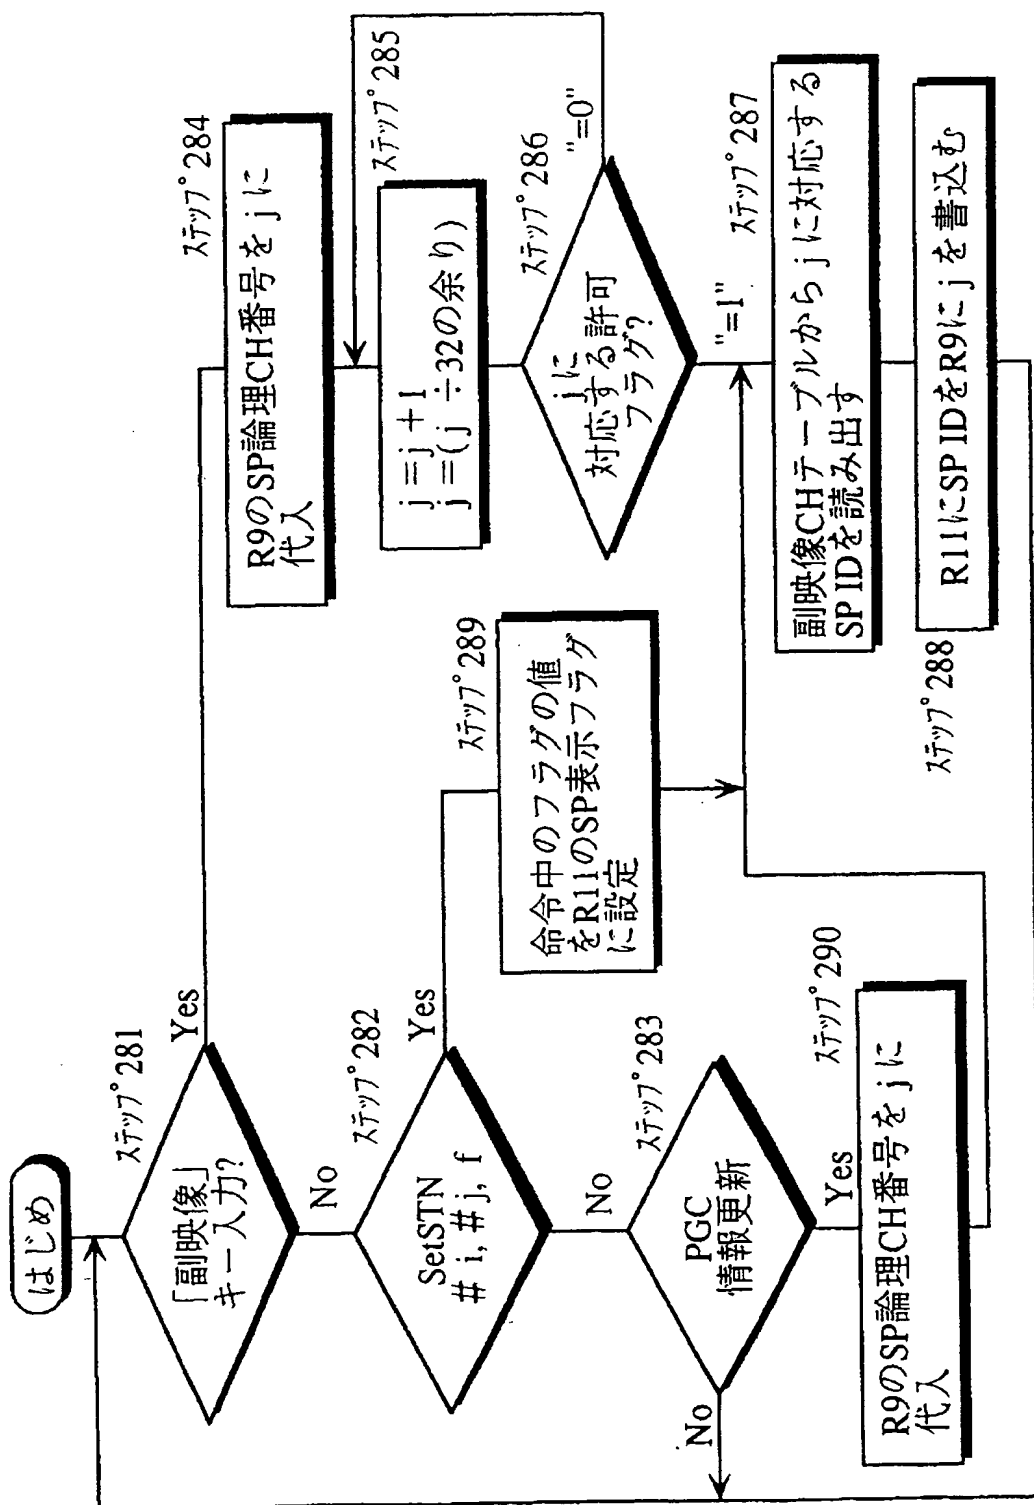 はじめ
ステップ281
「副映像」
キー入力?
Yes
No
ステップ282
SetSTN
# i, # j, f
Yes
No
ステップ283
PGC
情報更新
No
Yes
ステップ290
R9のSP論理CH番号を j に
代入
ステップ289
命令中のフラグの値
をR11のSP表示フラグ
に設定
ステップ284
R9のSP論理CH番号を j に
代入
ステップ285
j＝j＋1
j＝(j ÷32の余り)
ステップ286
j に
対応する許可
フラグ?
"=0"
"=1"
ステップ287
副映像CHテーブルから j に対応する
SP IDを読み出す
ステップ288
R11にSP IDをR9に j を書込む